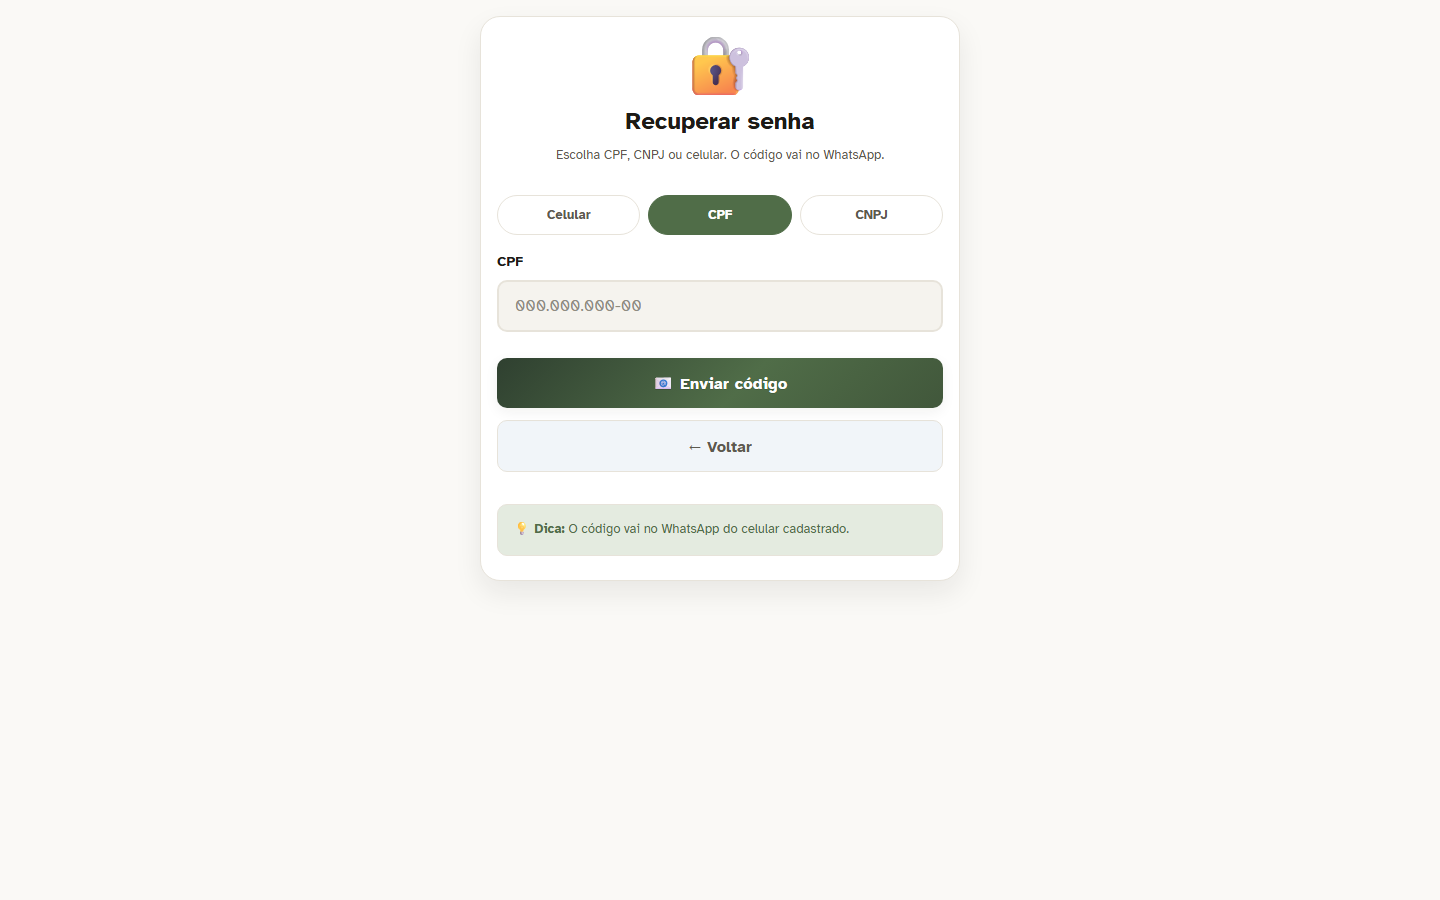 Recuperar senha
Escolha CPF, CNPJ ou celular. O código vai no WhatsApp.
Celular
CPF
CNPJ
CPF
000.000.000-00
Enviar código
← Voltar
Dica: O código vai no WhatsApp do celular cadastrado.